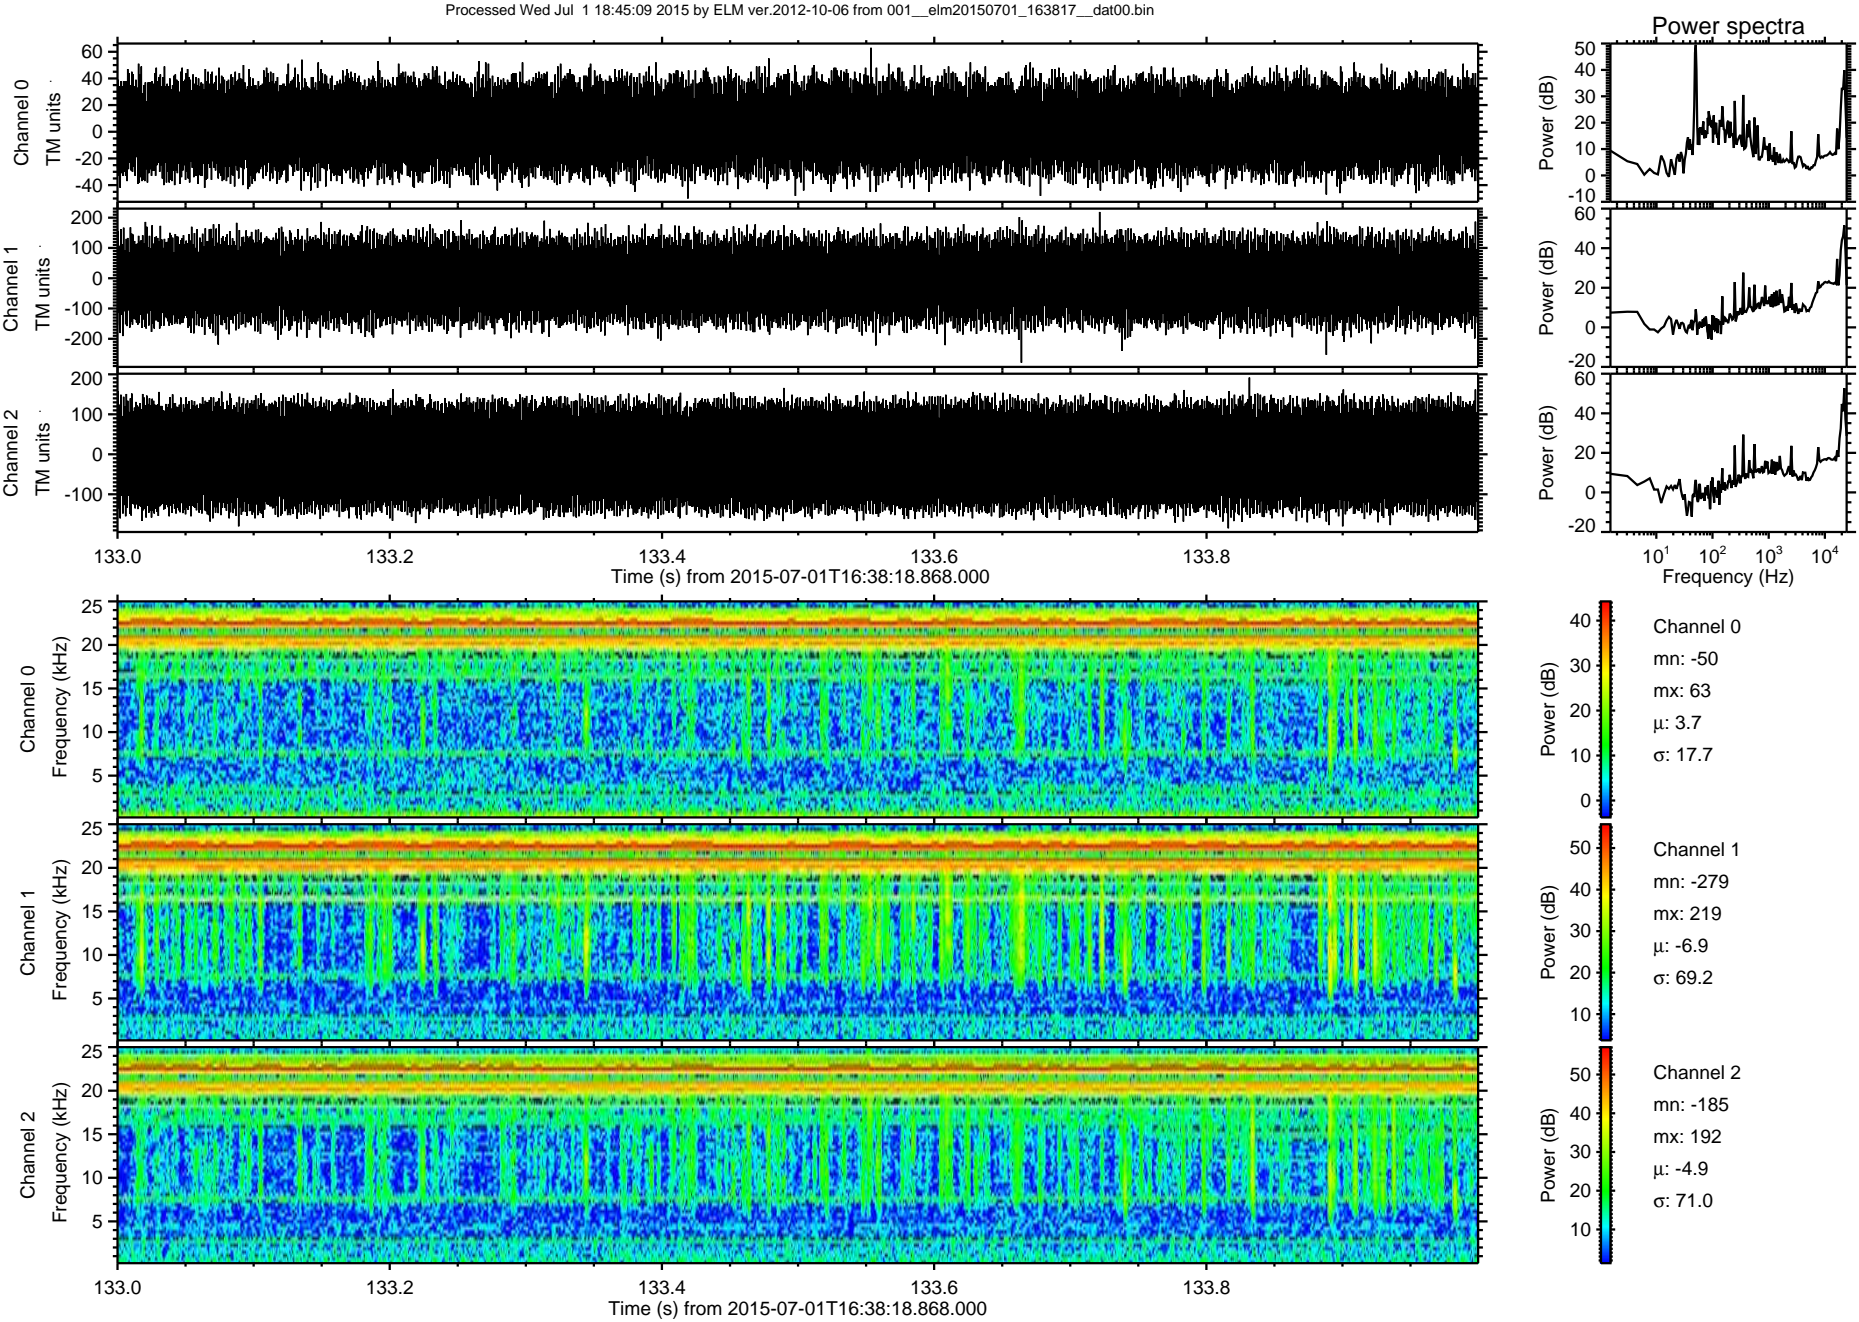 Processed Wed Jul 1 18:45:09 2015 by ELM ver.2012-10-06 from 001__elm20150701_163817__dat00.bin
Power spectra
Channel 0
TM units
60
40
20
0
-20
-40
Power (dB)
50
40
30
20
10
0
-10
Channel 1
TM units
200
100
0
-100
-200
Power (dB)
60
40
20
0
-20
Channel 2
TM units
200
100
0
-100
Power (dB)
60
40
20
0
-20
133.0 133.2 133.4 133.6 133.8
Time (s) from 2015-07-01T16:38:18.868.000
10¹ 10² 10³ 10⁴
Frequency (Hz)
Channel 0
Frequency (kHz)
25
20
15
10
5
Power (dB)
40
30
20
10
0
Channel 0
mn: -50
mx: 63
μ: 3.7
σ: 17.7
Channel 1
Frequency (kHz)
25
20
15
10
5
Power (dB)
50
40
30
20
10
Channel 1
mn: -279
mx: 219
μ: -6.9
σ: 69.2
Channel 2
Frequency (kHz)
25
20
15
10
5
Power (dB)
50
40
30
20
10
Channel 2
mn: -185
mx: 192
μ: -4.9
σ: 71.0
133.0 133.2 133.4 133.6 133.8
Time (s) from 2015-07-01T16:38:18.868.000